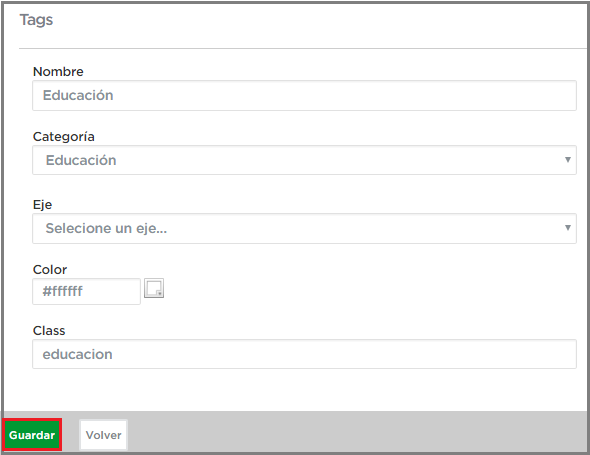 Tags
Nombre
Educación
Categoría
Educación
Eje
Selecione un eje...
Color
#ffffff
Class
educacion
Guardar
Volver